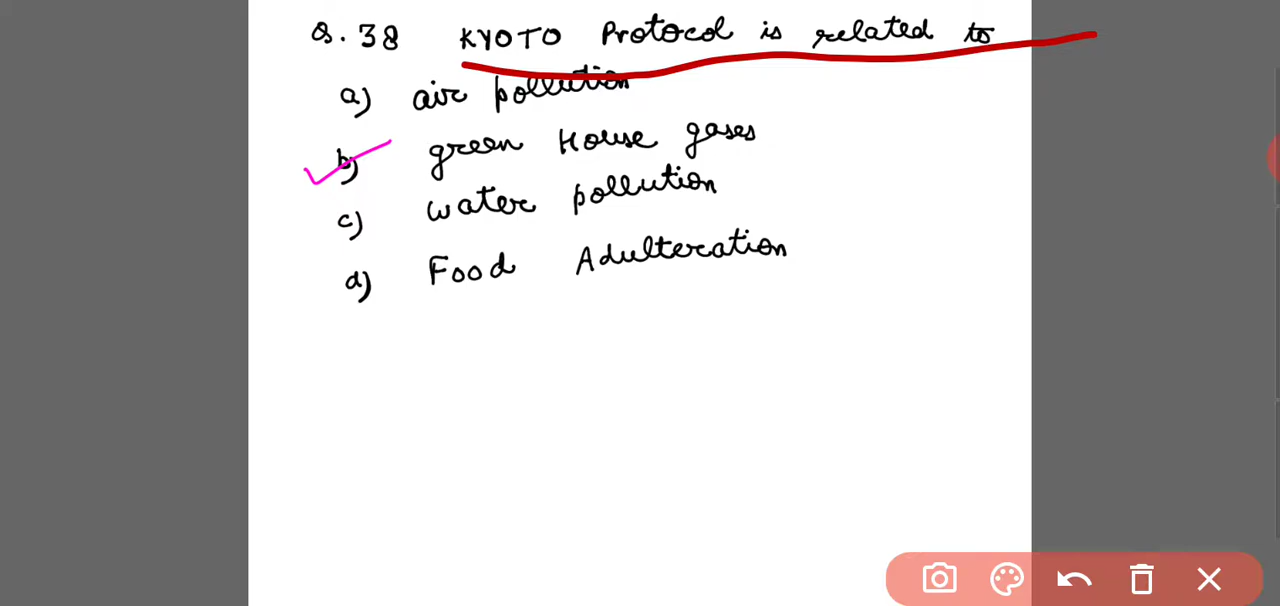 Q. 38 KYOTO Protocol is related to
a) air pollution
b) green House gases
c) water pollution
d) Food Adulteration